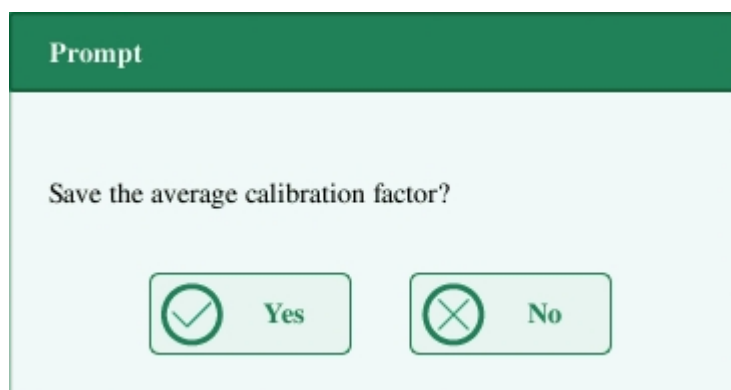 Prompt
Save the average calibration factor?
Yes No